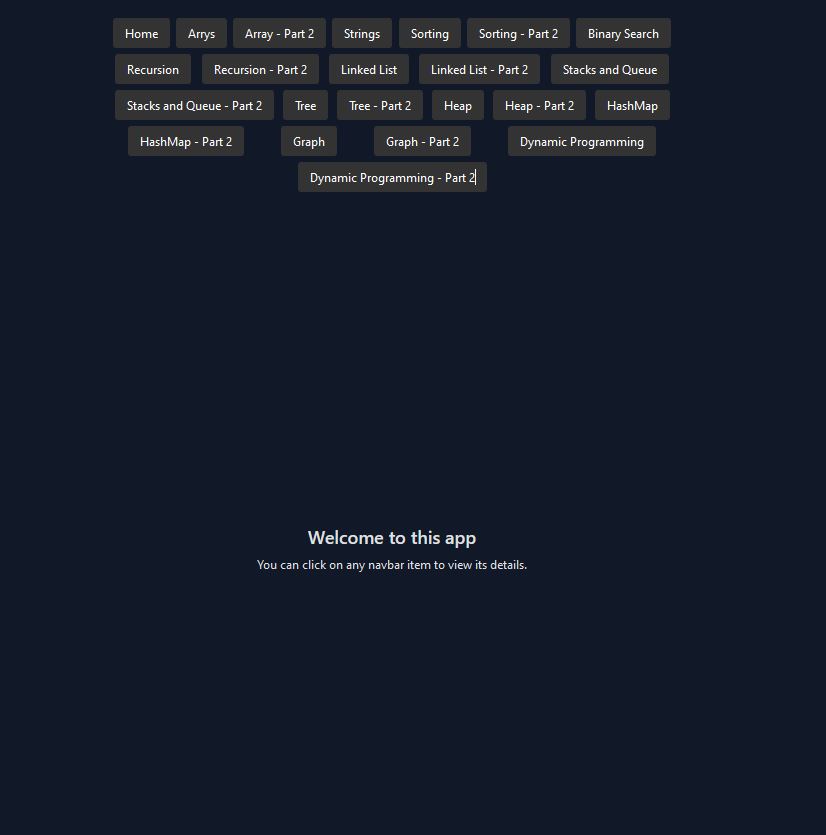 Home Arrys Array - Part 2 Strings Sorting Sorting - Part 2 Binary Search
Recursion Recursion - Part 2 Linked List Linked List - Part 2 Stacks and Queue
Stacks and Queue - Part 2 Tree Tree - Part 2 Heap Heap - Part 2 HashMap
HashMap - Part 2 Graph Graph - Part 2 Dynamic Programming
Dynamic Programming - Part 2
Welcome to this app
You can click on any navbar item to view its details.